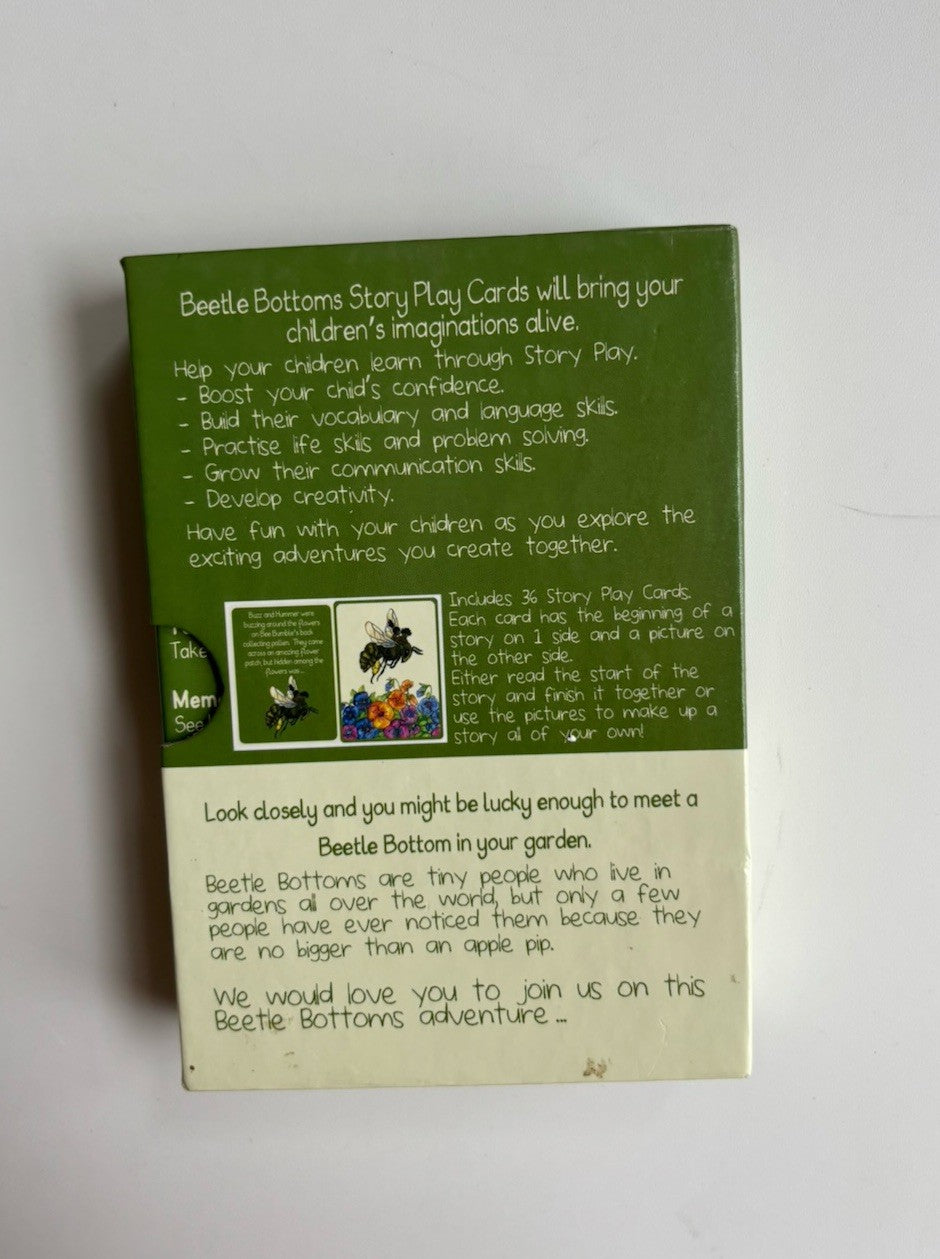 Beetle Bottoms Story Play Cards will bring your
children's imaginations alive.
Help your children learn through Story Play.
- Boost your child's confidence.
- Build their vocabulary and language skills.
- Practise life skills and problem solving.
- Grow their communication skills.
- Develop creativity.
Have fun with your children as you explore the
exciting adventures you create together.
Take
Mem
See
Buzz and Hummer were
buzzing around the flowers
on Bee Bumble's back
collecting pollen. They came
across an amazing flower
patch, but hidden among the
flowers was...
Includes 36 Story Play Cards.
Each card has the beginning of a
story on 1 side and a picture on
the other side.
Either read the start of the
story and finish it together or
use the pictures to make up a
story all of your own!
Look closely and you might be lucky enough to meet a
Beetle Bottom in your garden.
Beetle Bottoms are tiny people who live in
gardens all over the world, but only a few
people have ever noticed them because they
are no bigger than an apple pip.
We would love you to join us on this
Beetle Bottoms adventure ...